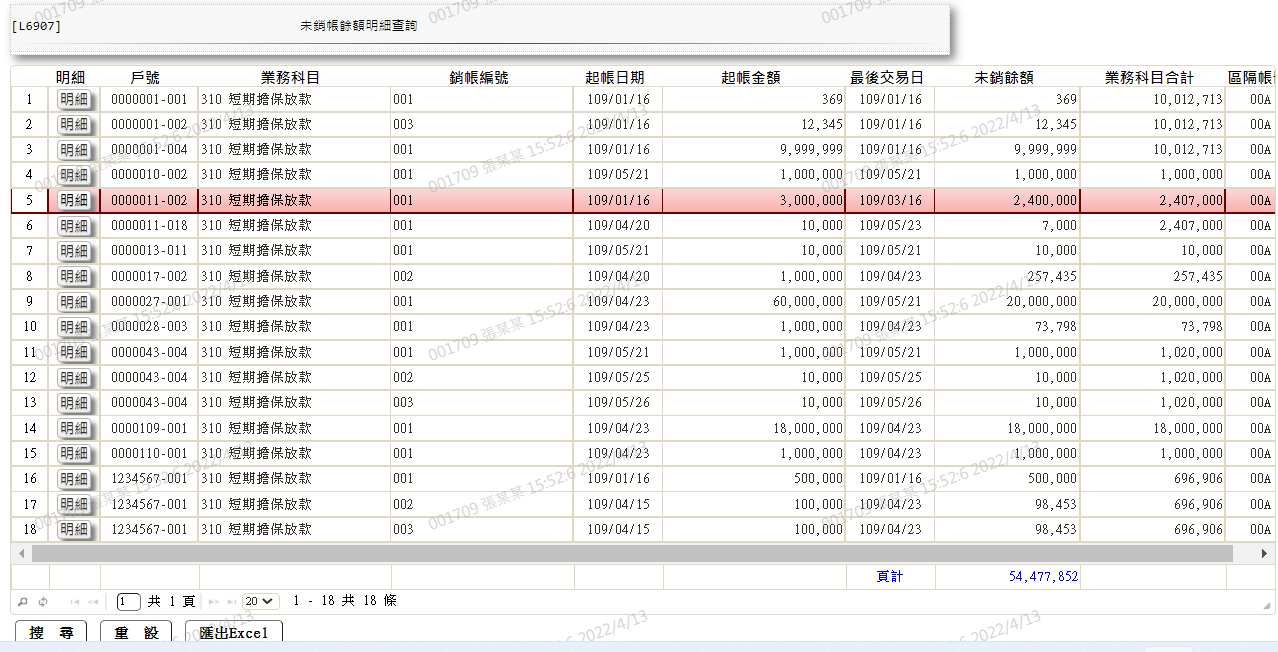 [L6907] 未銷帳餘額明細查詢
明細 戶號 業務科目 銷帳編號 起帳日期 起帳金額 最後交易日 未銷餘額 業務科目合計 區隔帳
1 明細 0000001-001 310 短期擔保放款 001 109/01/16 369 109/01/16 369 10,012,713 00A
2 明細 0000001-002 310 短期擔保放款 003 109/01/16 12,345 109/01/16 12,345 10,012,713 00A
3 明細 0000001-004 310 短期擔保放款 001 109/01/16 9,999,999 109/01/16 9,999,999 10,012,713 00A
4 明細 0000010-002 310 短期擔保放款 001 109/05/21 1,000,000 109/05/21 1,000,000 1,000,000 00A
5 明細 0000011-002 310 短期擔保放款 001 109/01/16 3,000,000 109/03/16 2,400,000 2,407,000 00A
6 明細 0000011-018 310 短期擔保放款 001 109/04/20 10,000 109/05/23 7,000 2,407,000 00A
7 明細 0000013-011 310 短期擔保放款 001 109/05/21 10,000 109/05/21 10,000 10,000 00A
8 明細 0000017-002 310 短期擔保放款 002 109/04/20 1,000,000 109/04/23 257,435 257,435 00A
9 明細 0000027-001 310 短期擔保放款 001 109/04/23 60,000,000 109/05/21 20,000,000 20,000,000 00A
10 明細 0000028-003 310 短期擔保放款 001 109/04/23 1,000,000 109/04/23 73,798 73,798 00A
11 明細 0000043-004 310 短期擔保放款 001 109/05/21 1,000,000 109/05/21 1,000,000 1,020,000 00A
12 明細 0000043-004 310 短期擔保放款 002 109/05/25 10,000 109/05/25 10,000 1,020,000 00A
13 明細 0000043-004 310 短期擔保放款 003 109/05/26 10,000 109/05/26 10,000 1,020,000 00A
14 明細 0000109-001 310 短期擔保放款 001 109/04/23 18,000,000 109/04/23 18,000,000 18,000,000 00A
15 明細 0000110-001 310 短期擔保放款 001 109/04/23 1,000,000 109/04/23 1,000,000 1,000,000 00A
16 明細 1234567-001 310 短期擔保放款 001 109/01/16 500,000 109/01/16 500,000 696,906 00A
17 明細 1234567-001 310 短期擔保放款 002 109/04/15 100,000 109/04/23 98,453 696,906 00A
18 明細 1234567-001 310 短期擔保放款 003 109/04/15 100,000 109/04/23 98,453 696,906 00A
頁計 54,477,852
1 共 1 頁 20 1 - 18 共 18 條
搜 尋 重 設 匯出Excel
001709 張某某 15:52:6 2022/4/13